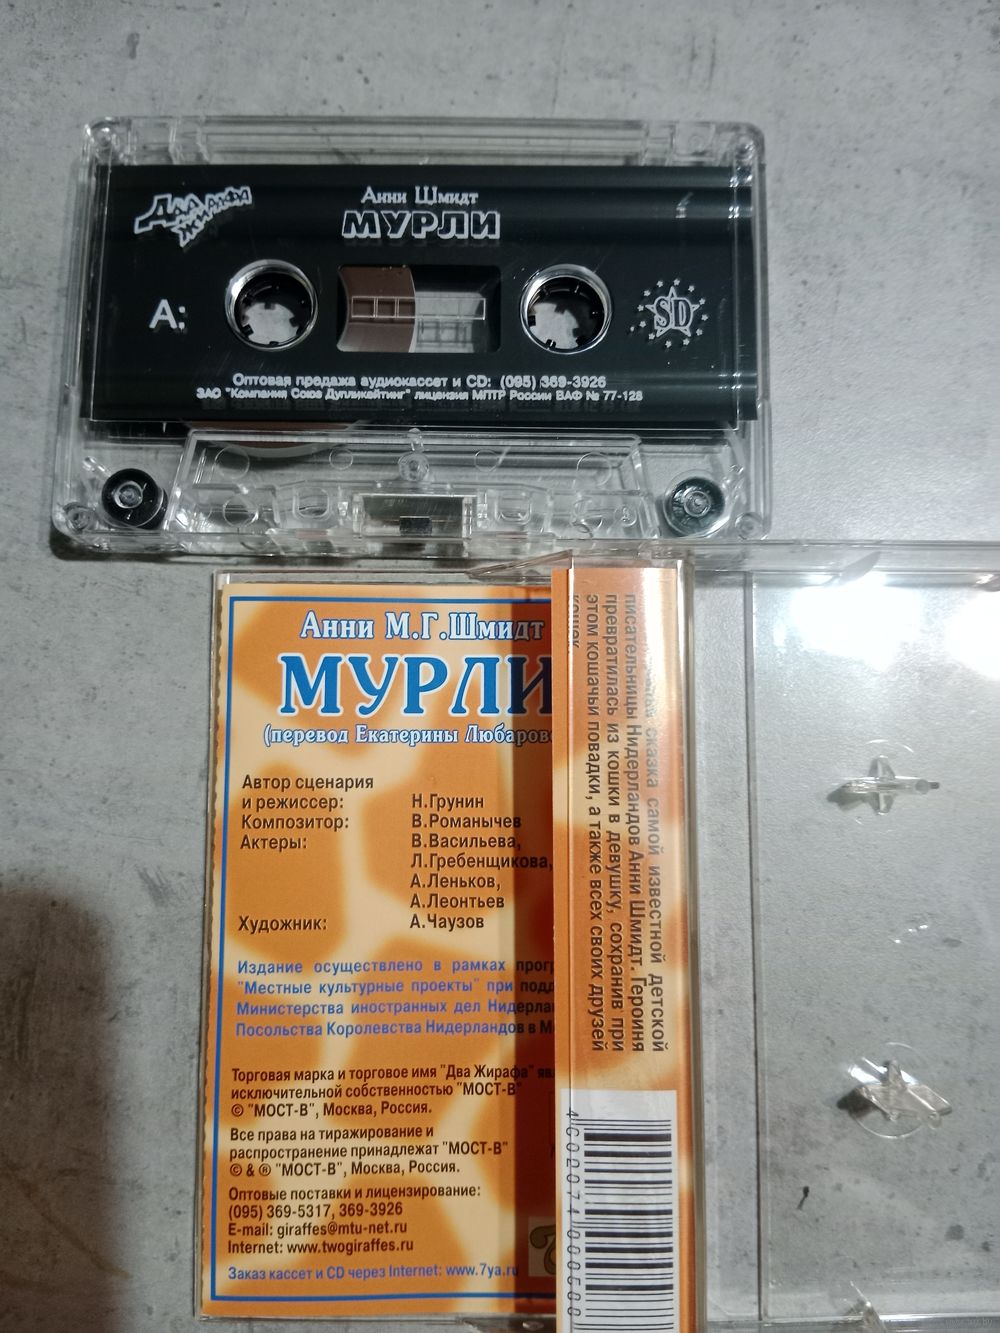 Два Жирафа
Анни Шмидт
МУРЛИ
А:
SD
Оптовая продажа аудиокассет и CD: (095) 369-3926
ЗАО "Компания Союз Дупликейтинг" лицензия МПТР России ВАФ № 77-128
Анни М.Г.Шмидт
МУРЛИ
(перевод Екатерины
Автор сценария
и режиссер: Н.Грунин
Композитор: В.Романычев
Актеры: В.Васильева,
Л.Гребенщикова,
А.Леньков,
А.Леонтьев
Художник: А.Чаузов
Издание осуществлено в рамках
"Местные культурные проекты" при
Министерства иностранных дел
Посольства Королевства Нидерландов в
Торговая марка и торговое имя "Два Жирафа"
исключительной собственностью "МОСТ-В"
© "МОСТ-В", Москва, Россия.
Все права на тиражирование и
распространение принадлежат "МОСТ-В"
© & ® "МОСТ-В", Москва, Россия.
Оптовые поставки и лицензирование:
(095) 369-5317, 369-3926
E-mail: giraffes@mtu-net.ru
Internet: www.twogiraffes.ru
Заказ кассет и CD через Internet: www.7ya.ru
сказка самой известной детской
писательницы Нидерландов Анни Шмидт. Героиня
превратилась из кошки в девушку, сохранив при
этом кошачьи повадки, а также всех своих друзей
кошек